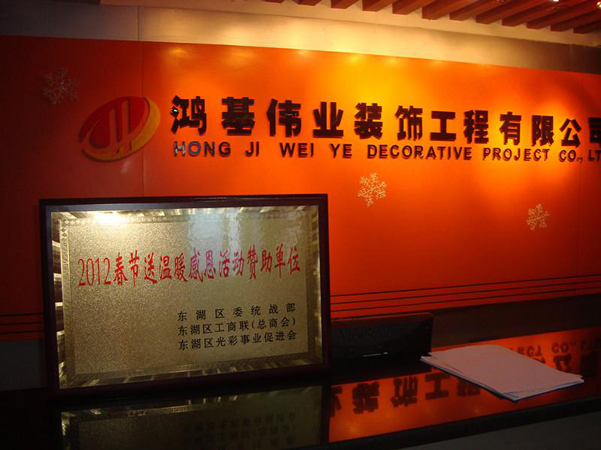 鸿基伟业装饰工程有限公司
HONG JI WEI YE DECORATIVE PROJECT CO., LT
2012春节送温暖感恩活动赞助单位
东湖区委统战部
东湖区工商联(总商会)
东湖区光彩事业促进会